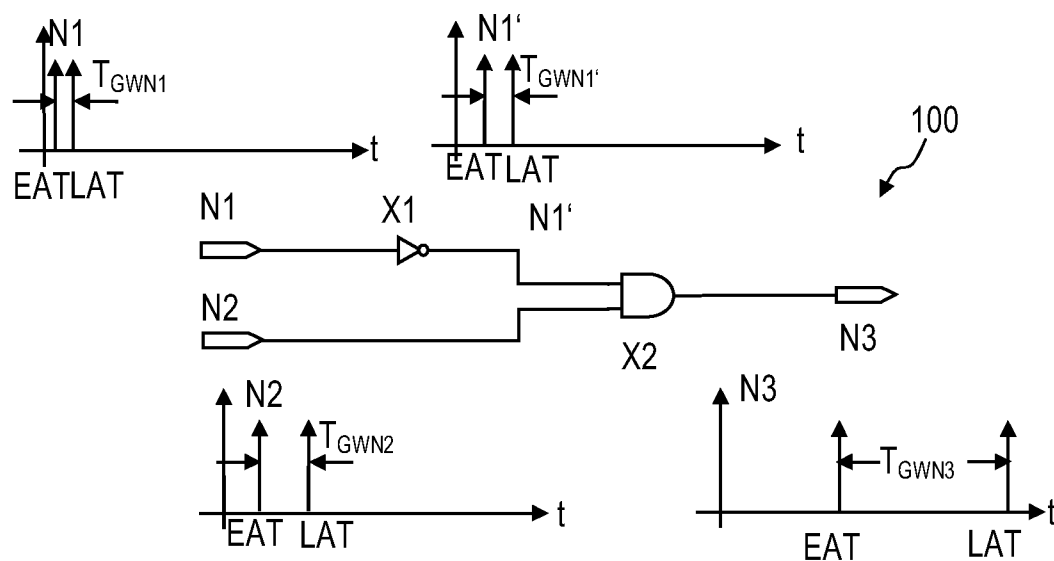 N1
T_GWN1
t
EAT LAT
N1‘
T_GWN1‘
t
EAT LAT
100
N1
X1
N1‘
N2
X2
N3
N2
T_GWN2
t
EAT LAT
N3
T_GWN3
t
EAT LAT